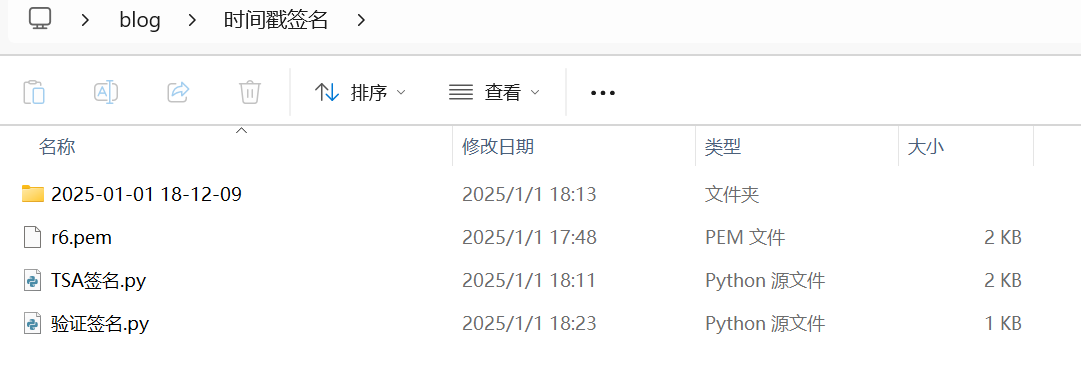 blog 时间戳签名
排序 查看
名称 修改日期 类型 大小
2025-01-01 18-12-09 2025/1/1 18:13 文件夹
r6.pem 2025/1/1 17:48 PEM 文件 2 KB
TSA签名.py 2025/1/1 18:11 Python 源文件 2 KB
验证签名.py 2025/1/1 18:23 Python 源文件 1 KB